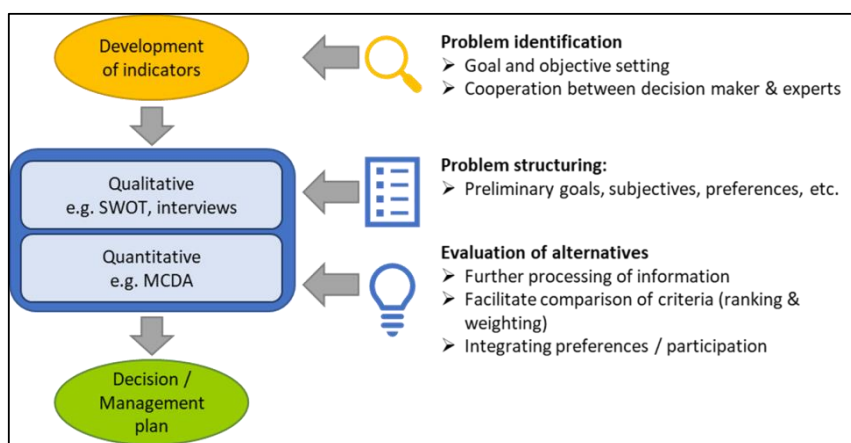 Development
of indicators
Problem identification
➢ Goal and objective setting
➢ Cooperation between decision maker & experts
Qualitative
e.g. SWOT, interviews
Problem structuring:
➢ Preliminary goals, subjectives, preferences, etc.
Quantitative
e.g. MCDA
Evaluation of alternatives
➢ Further processing of information
➢ Facilitate comparison of criteria (ranking &
weighting)
➢ Integrating preferences / participation
Decision /
Management
plan